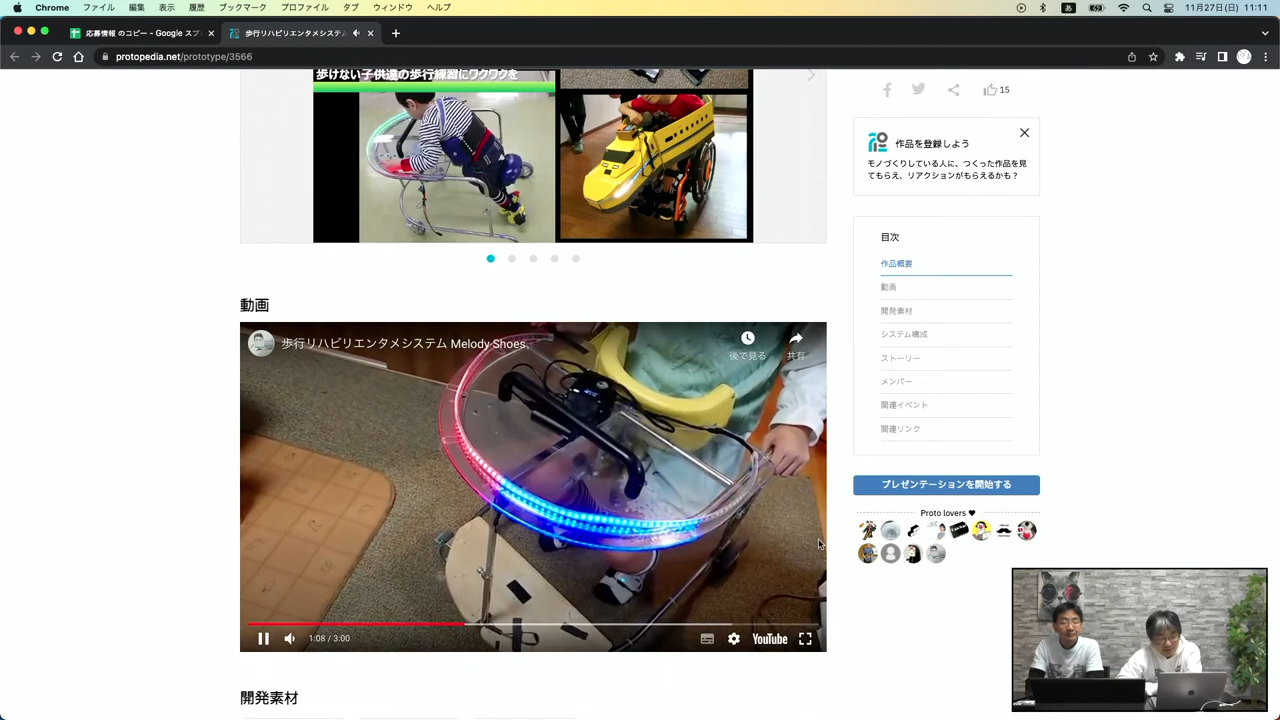 Chrome ファイル 編集 表示 履歴 ブックマーク プロファイル タブ ウィンドウ ヘルプ
あ 11月27日(日) 11:11
応募情報 のコピー - Google スプ
歩行リハビリエンタメシステム
protopedia.net/prototype/3566
歩けない子供達の歩行練習にワクワクを
15
作品を登録しよう
モノづくりしている人に、つくった作品を見
てもらえ、リアクションがもらえるかも？
目次
作品概要
動画
開発素材
システム構成
ストーリー
メンバー
関連イベント
関連リンク
プレゼンテーションを開始する
Proto lovers
動画
歩行リハビリエンタメシステム Melody Shoes
後で見る
共有
1:08 / 3:00
YouTube
開発素材